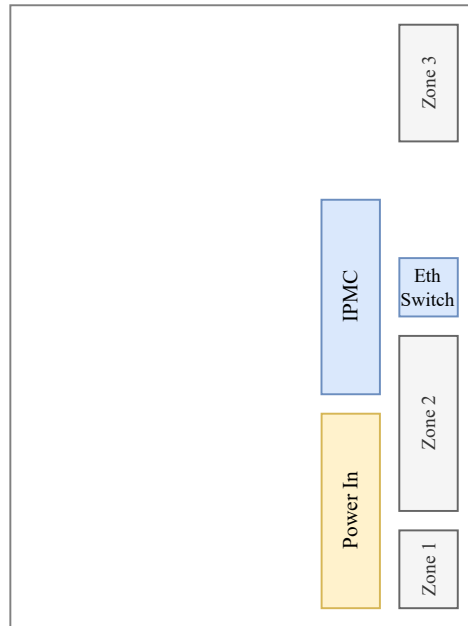 Zone 3
IPMC
Eth
Switch
Zone 2
Power In
Zone 1